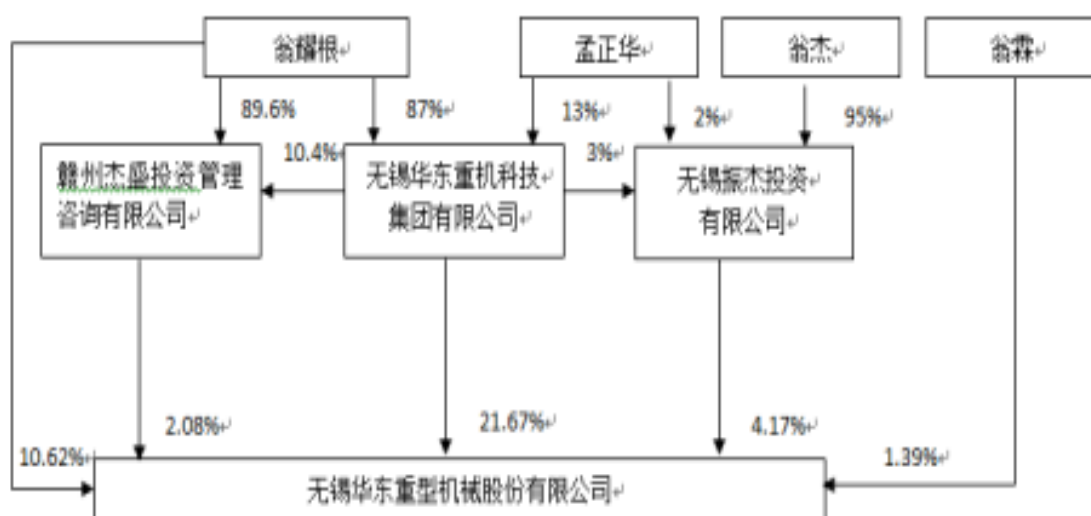 翁耀根
孟正华
翁杰
翁霖
89.6%
87%
13%
2%
95%
10.4%
3%
赣州杰盛投资管理
咨询有限公司
无锡华东重机科技
集团有限公司
无锡振杰投资
有限公司
2.08%
21.67%
4.17%
10.62%
1.39%
无锡华东重型机械股份有限公司